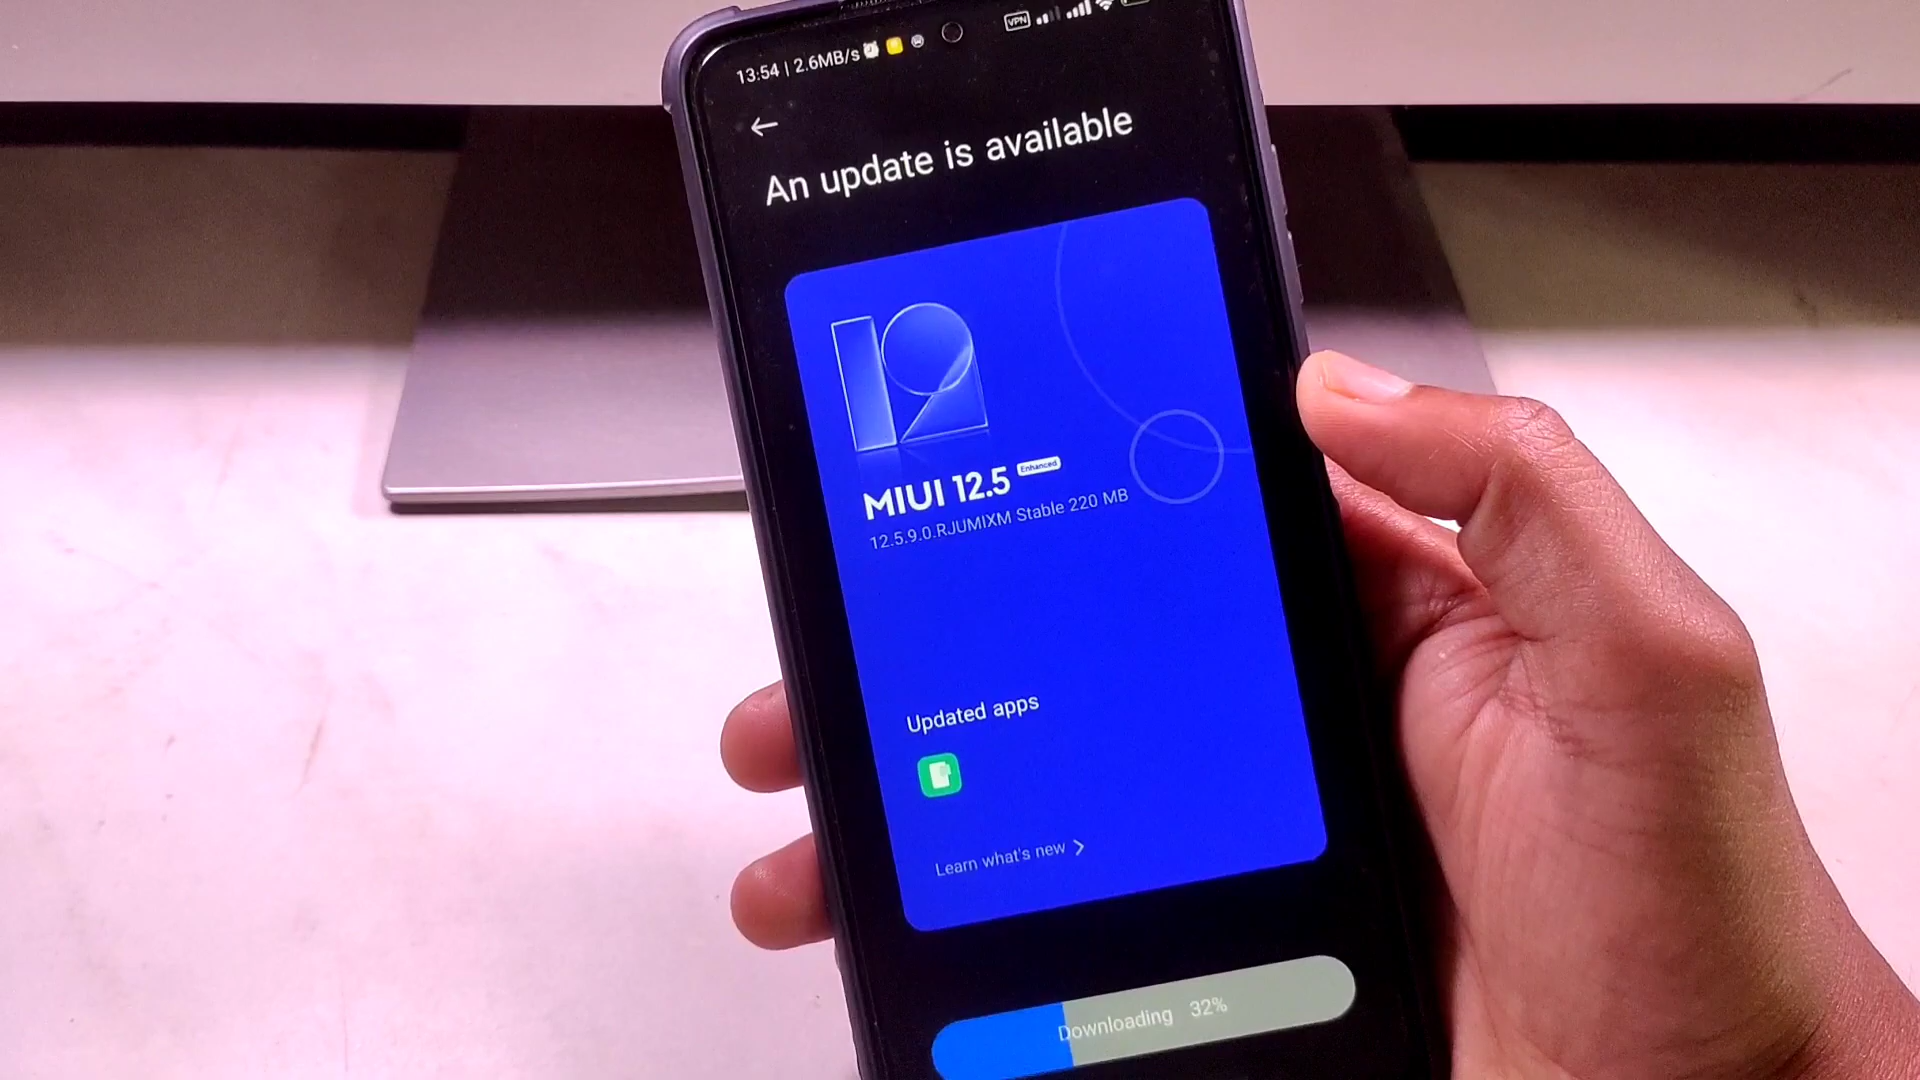 13:54 | 2.6MB/s VPN
An update is available
12
MIUI 12.5 Enhanced
12.5.9.0.RJUMIXM Stable 220 MB
Updated apps
Learn what's new
Downloading 32%